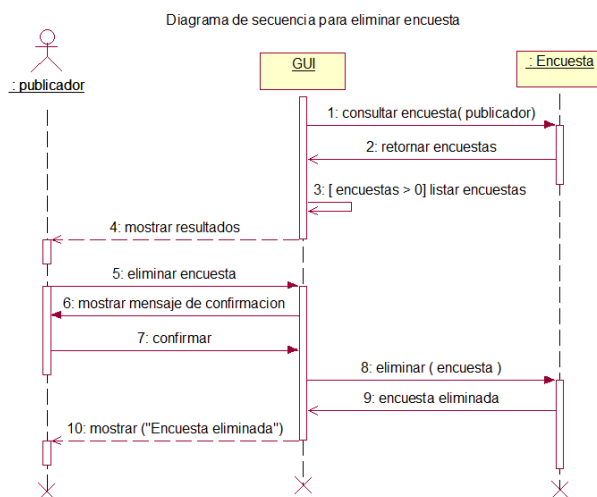 Diagrama de secuencia para eliminar encuesta
: publicador
GUI
: Encuesta
1: consultar encuesta( publicador)
2: retornar encuestas
3: [ encuestas > 0] listar encuestas
4: mostrar resultados
5: eliminar encuesta
6: mostrar mensaje de confirmacion
7: confirmar
8: eliminar ( encuesta )
9: encuesta eliminada
10: mostrar ("Encuesta eliminada")